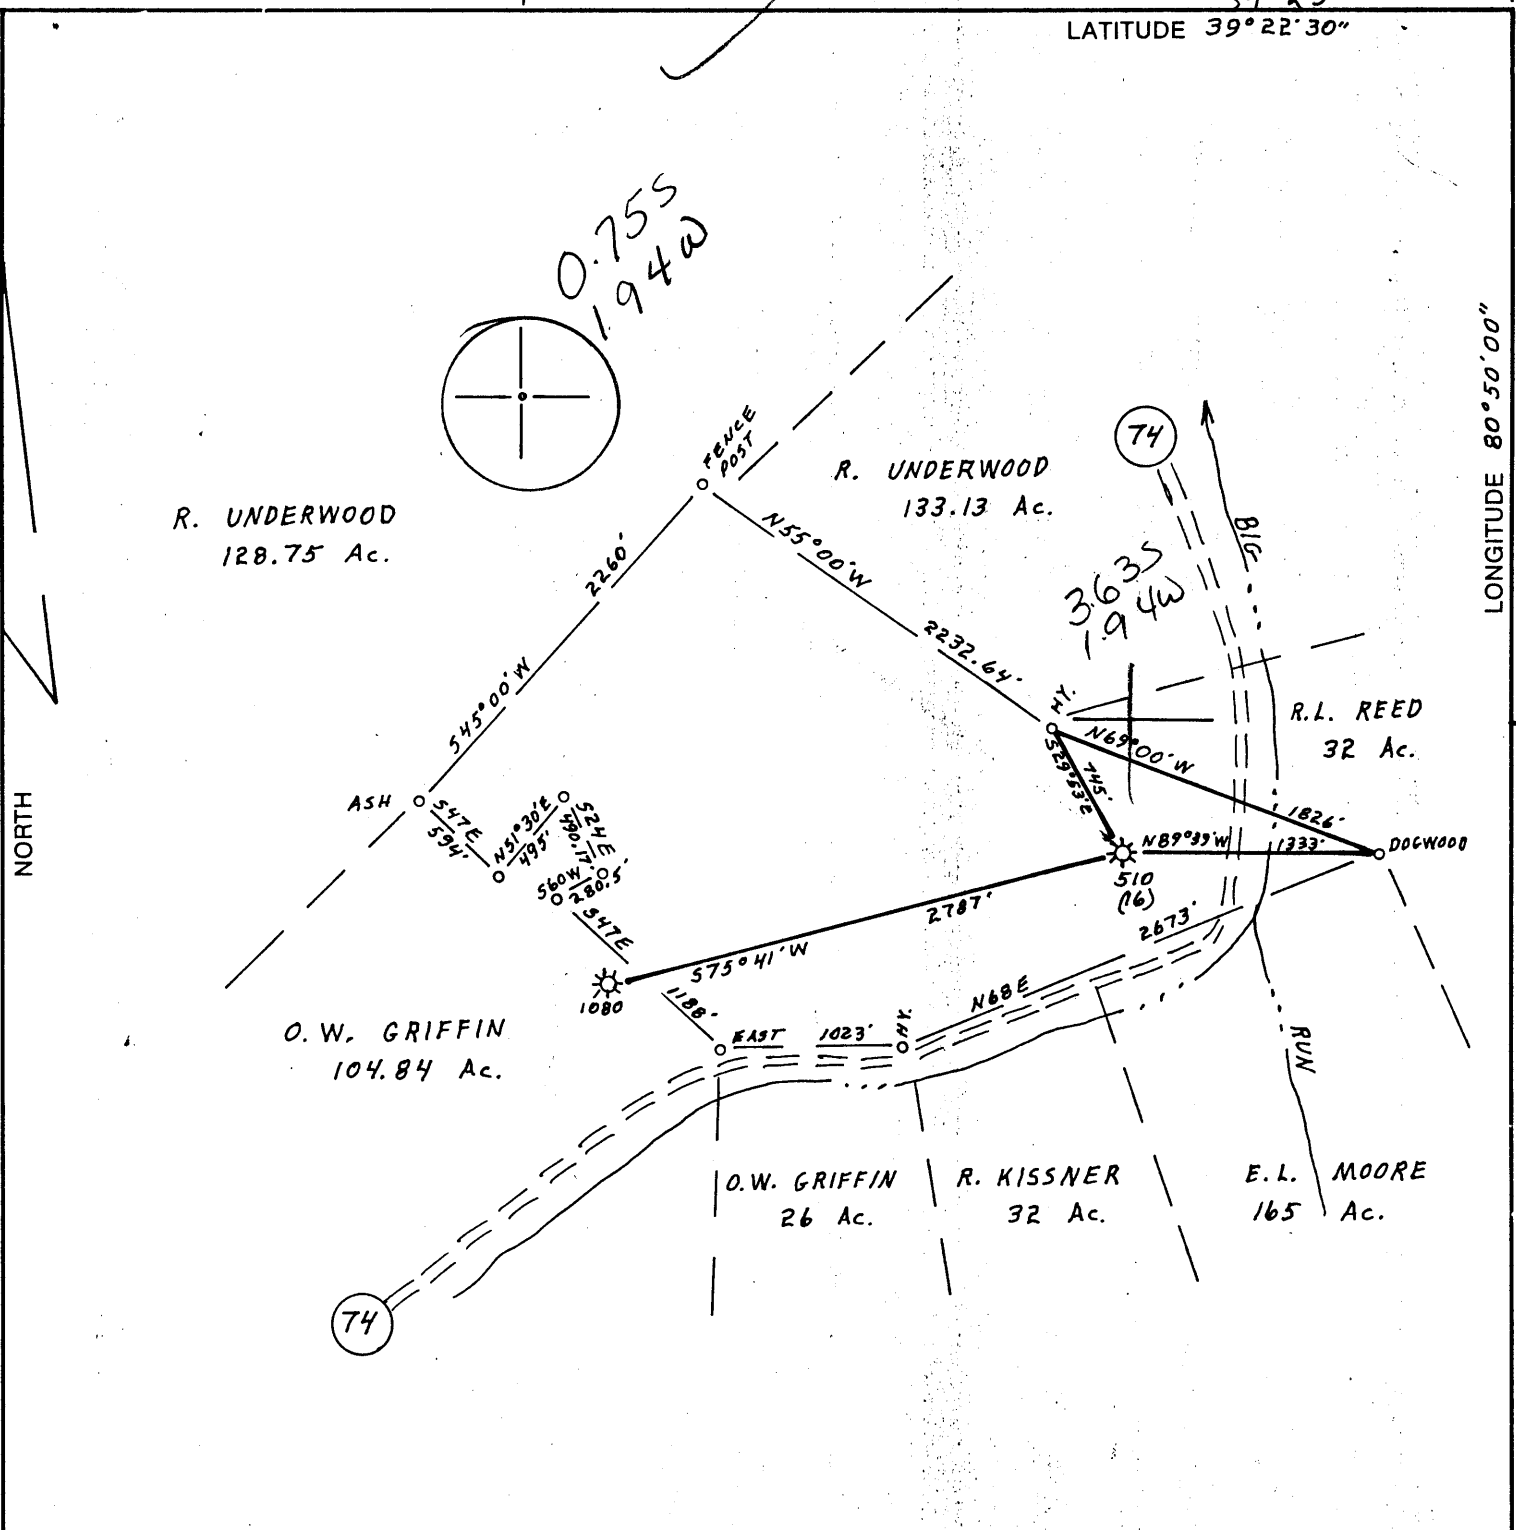 LATITUDE 39°22'30"
LONGITUDE 80°50'00"
NORTH
0.75S
1.94W
FENCE
POST
74
R. UNDERWOOD
133.13 Ac.
R. UNDERWOOD
128.75 Ac.
BIG
N55°00'W
2232.64'
2260'
S45°00'W
3.63S
1.94W
HY.
R.L. REED
32 Ac.
N69°00'W
1826'
S29°53'E
745'
ASH
S47E
594'
N51°30'E
495'
S24E
490.17'
S60W
280.5'
S47E
N89°39'W
1333'
DOGWOOD
510
(16)
2787'
S75°41'W
2673'
N68E
1080
1188'
EAST
1023'
HY.
O. W. GRIFFIN
104.84 Ac.
RUN
O.W. GRIFFIN
26 Ac.
R. KISSNER
32 Ac.
E. L. MOORE
165 Ac.
74